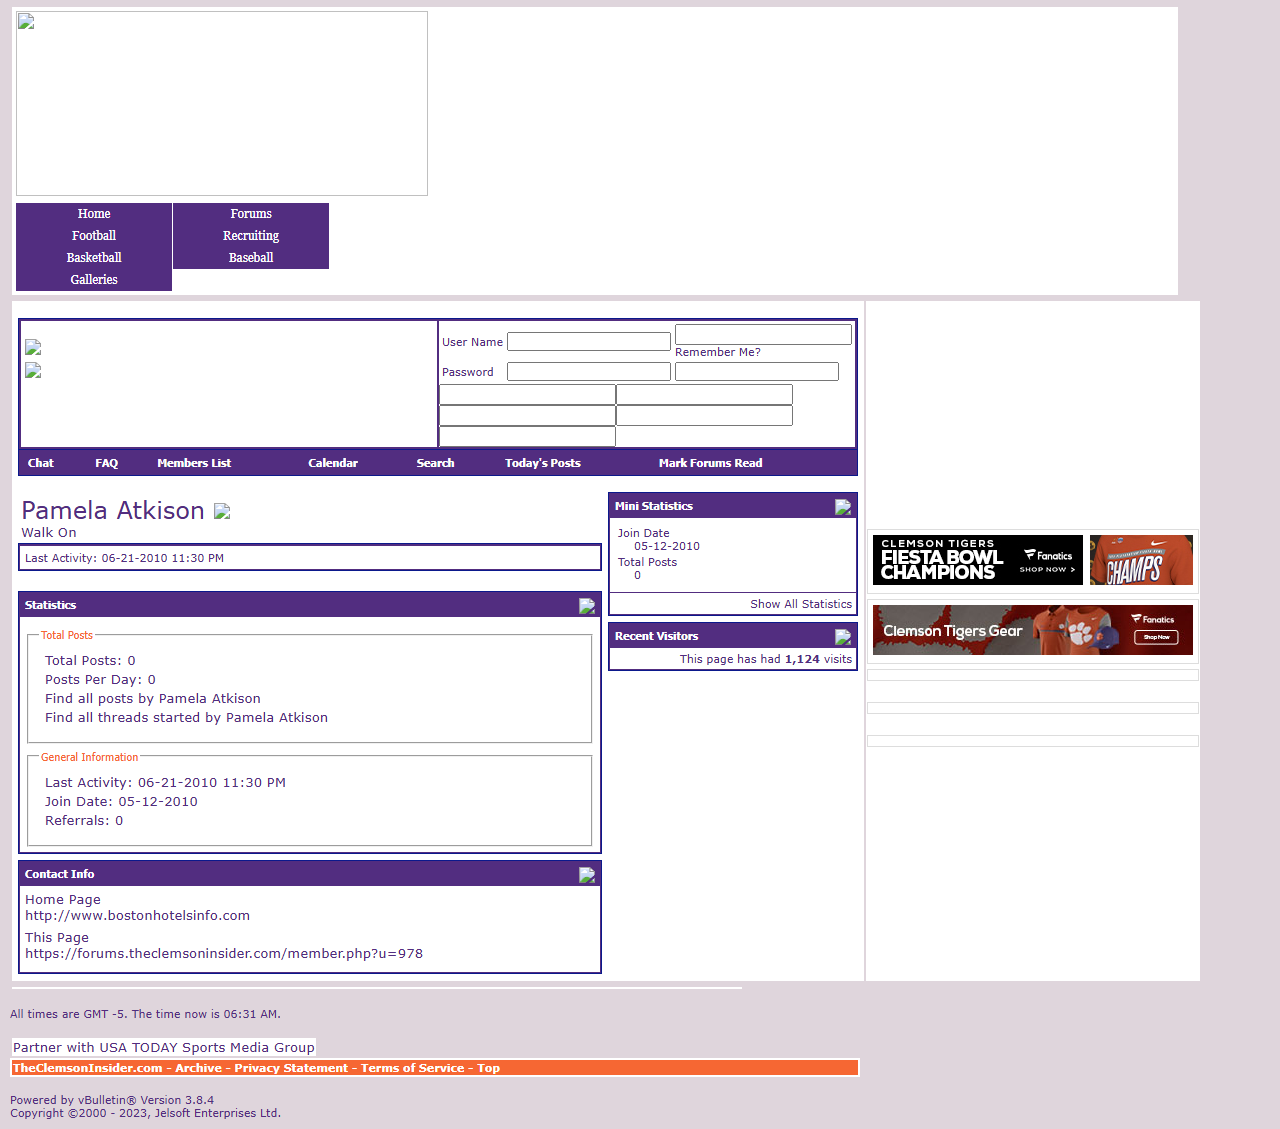 Home Forums
Football Recruiting
Basketball Baseball
Galleries
User Name
Remember Me?
Password
Chat FAQ Members List Calendar Search Today's Posts Mark Forums Read
Pamela Atkison
Walk On
Last Activity: 06-21-2010 11:30 PM
Statistics
Total Posts
Total Posts: 0
Posts Per Day: 0
Find all posts by Pamela Atkison
Find all threads started by Pamela Atkison
General Information
Last Activity: 06-21-2010 11:30 PM
Join Date: 05-12-2010
Referrals: 0
Contact Info
Home Page
http://www.bostonhotelsinfo.com
This Page
https://forums.theclemsoninsider.com/member.php?u=978
Mini Statistics
Join Date
05-12-2010
Total Posts
0
Show All Statistics
Recent Visitors
This page has had 1,124 visits
CLEMSON TIGERS
FIESTA BOWL
CHAMPIONS
Fanatics
SHOP NOW >
CHAMPS
Clemson Tigers Gear
Fanatics
Shop Now
All times are GMT -5. The time now is 06:31 AM.
Partner with USA TODAY Sports Media Group
TheClemsonInsider.com - Archive - Privacy Statement - Terms of Service - Top
Powered by vBulletin® Version 3.8.4
Copyright ©2000 - 2023, Jelsoft Enterprises Ltd.